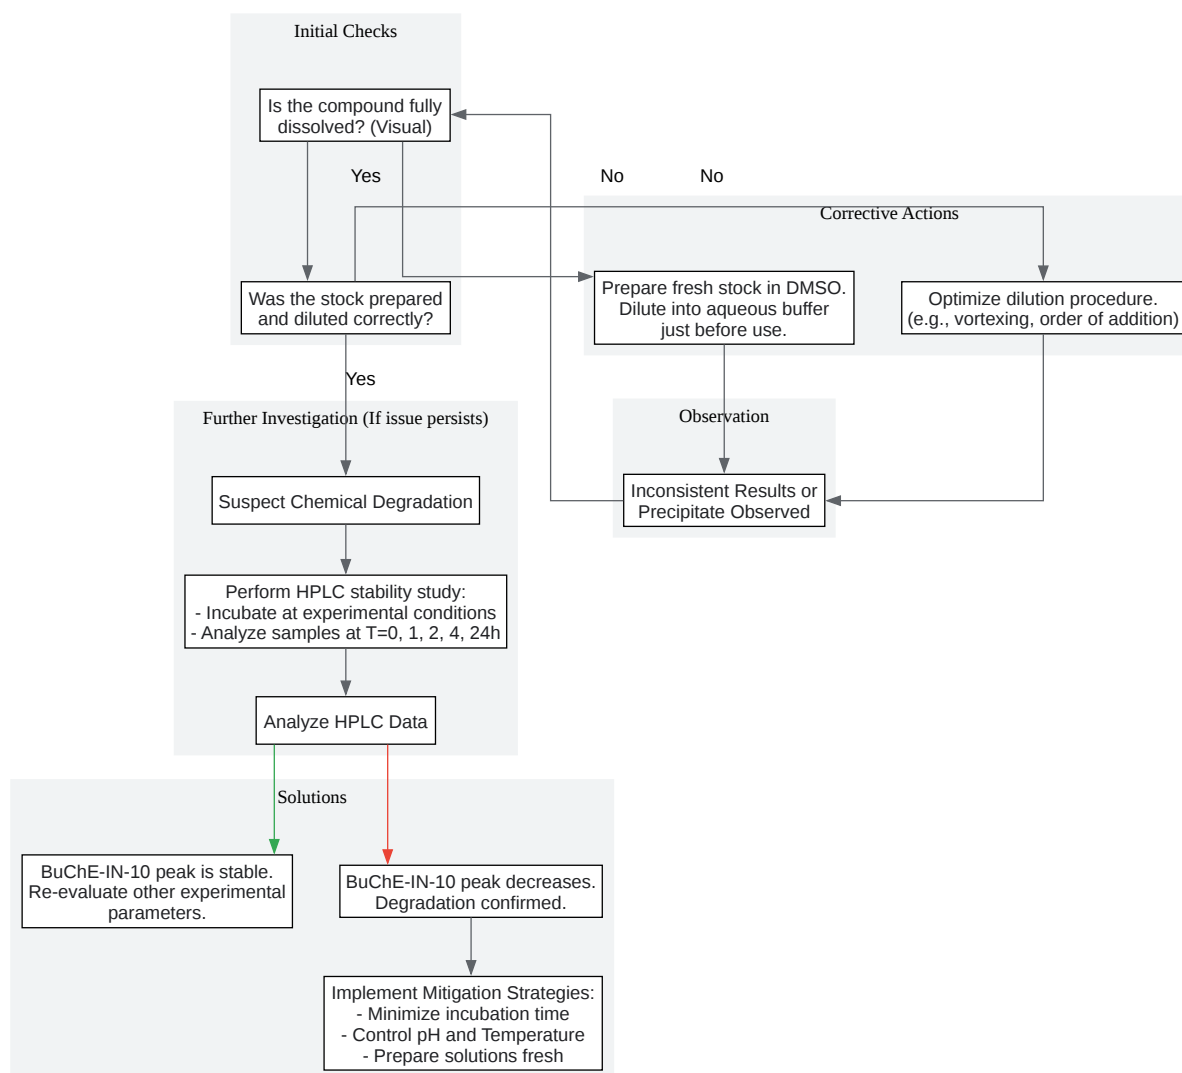 Initial Checks
Is the compound fully
dissolved? (Visual)
Yes
No
No
Corrective Actions
Was the stock prepared
and diluted correctly?
Prepare fresh stock in DMSO.
Dilute into aqueous buffer
just before use.
Optimize dilution procedure.
(e.g., vortexing, order of addition)
Yes
Further Investigation (If issue persists)
Observation
Suspect Chemical Degradation
Inconsistent Results or
Precipitate Observed
Perform HPLC stability study:
- Incubate at experimental conditions
- Analyze samples at T=0, 1, 2, 4, 24h
Analyze HPLC Data
Solutions
BuChE-IN-10 peak is stable.
Re-evaluate other experimental
parameters.
BuChE-IN-10 peak decreases.
Degradation confirmed.
Implement Mitigation Strategies:
- Minimize incubation time
- Control pH and Temperature
- Prepare solutions fresh